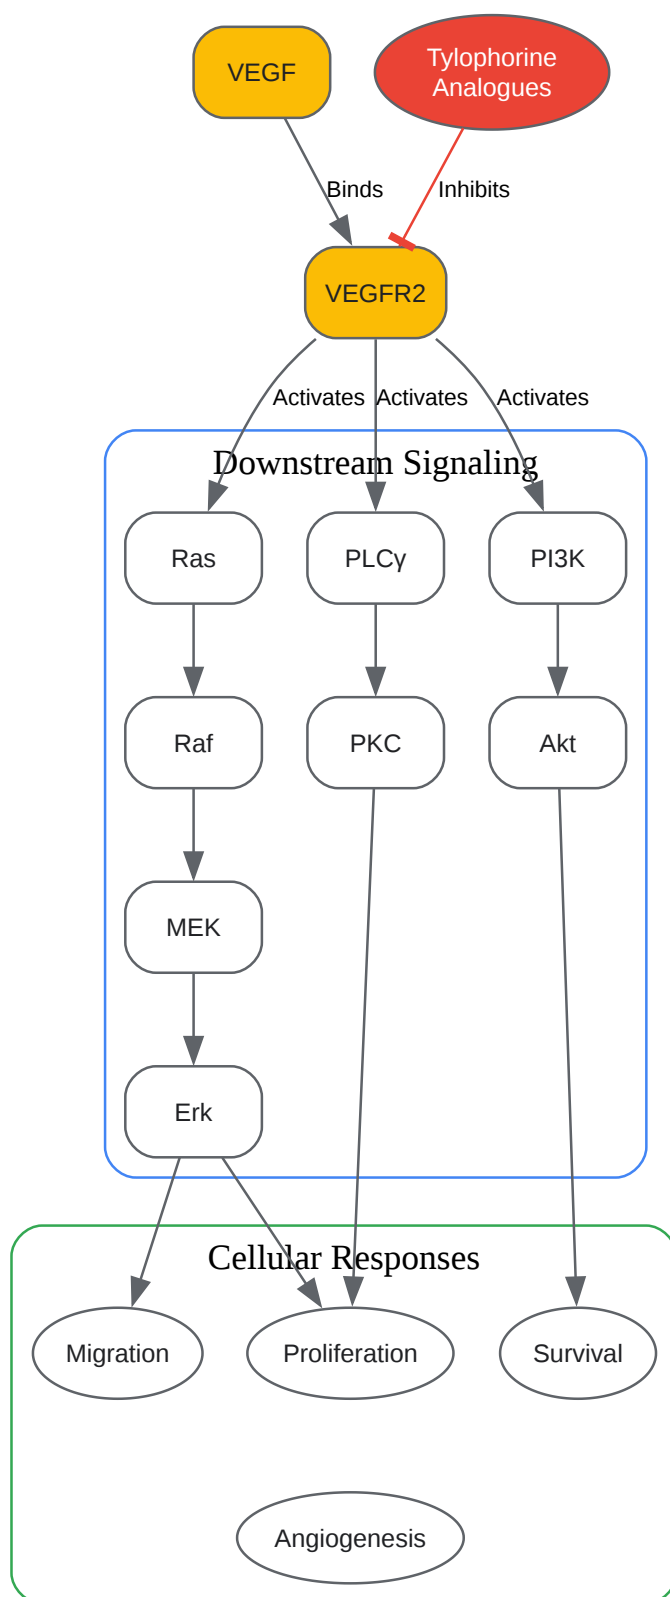 VEGF
Tylophorine
Analogues
Binds
Inhibits
VEGFR2
Activates
Activates
Activates
Downstream Signaling
Ras
PLCγ
PI3K
Raf
PKC
Akt
MEK
Erk
Cellular Responses
Migration
Proliferation
Survival
Angiogenesis